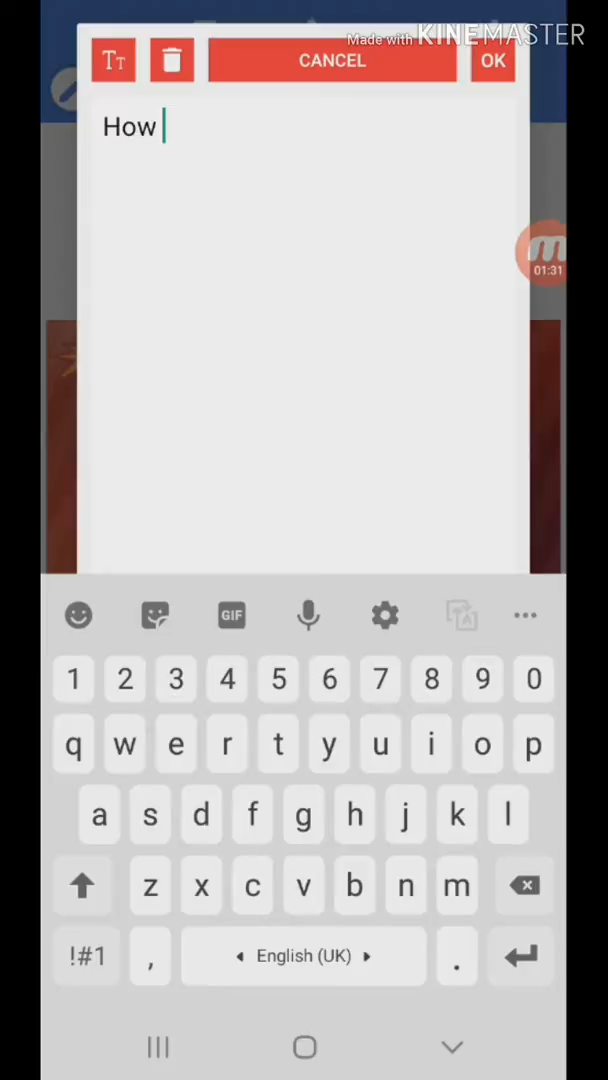 Made with KINEMASTER
TT CANCEL OK
How
01:31
GIF
1 2 3 4 5 6 7 8 9 0
q w e r t y u i o p
a s d f g h j k l
z x c v b n m
!#1 , English (UK) .